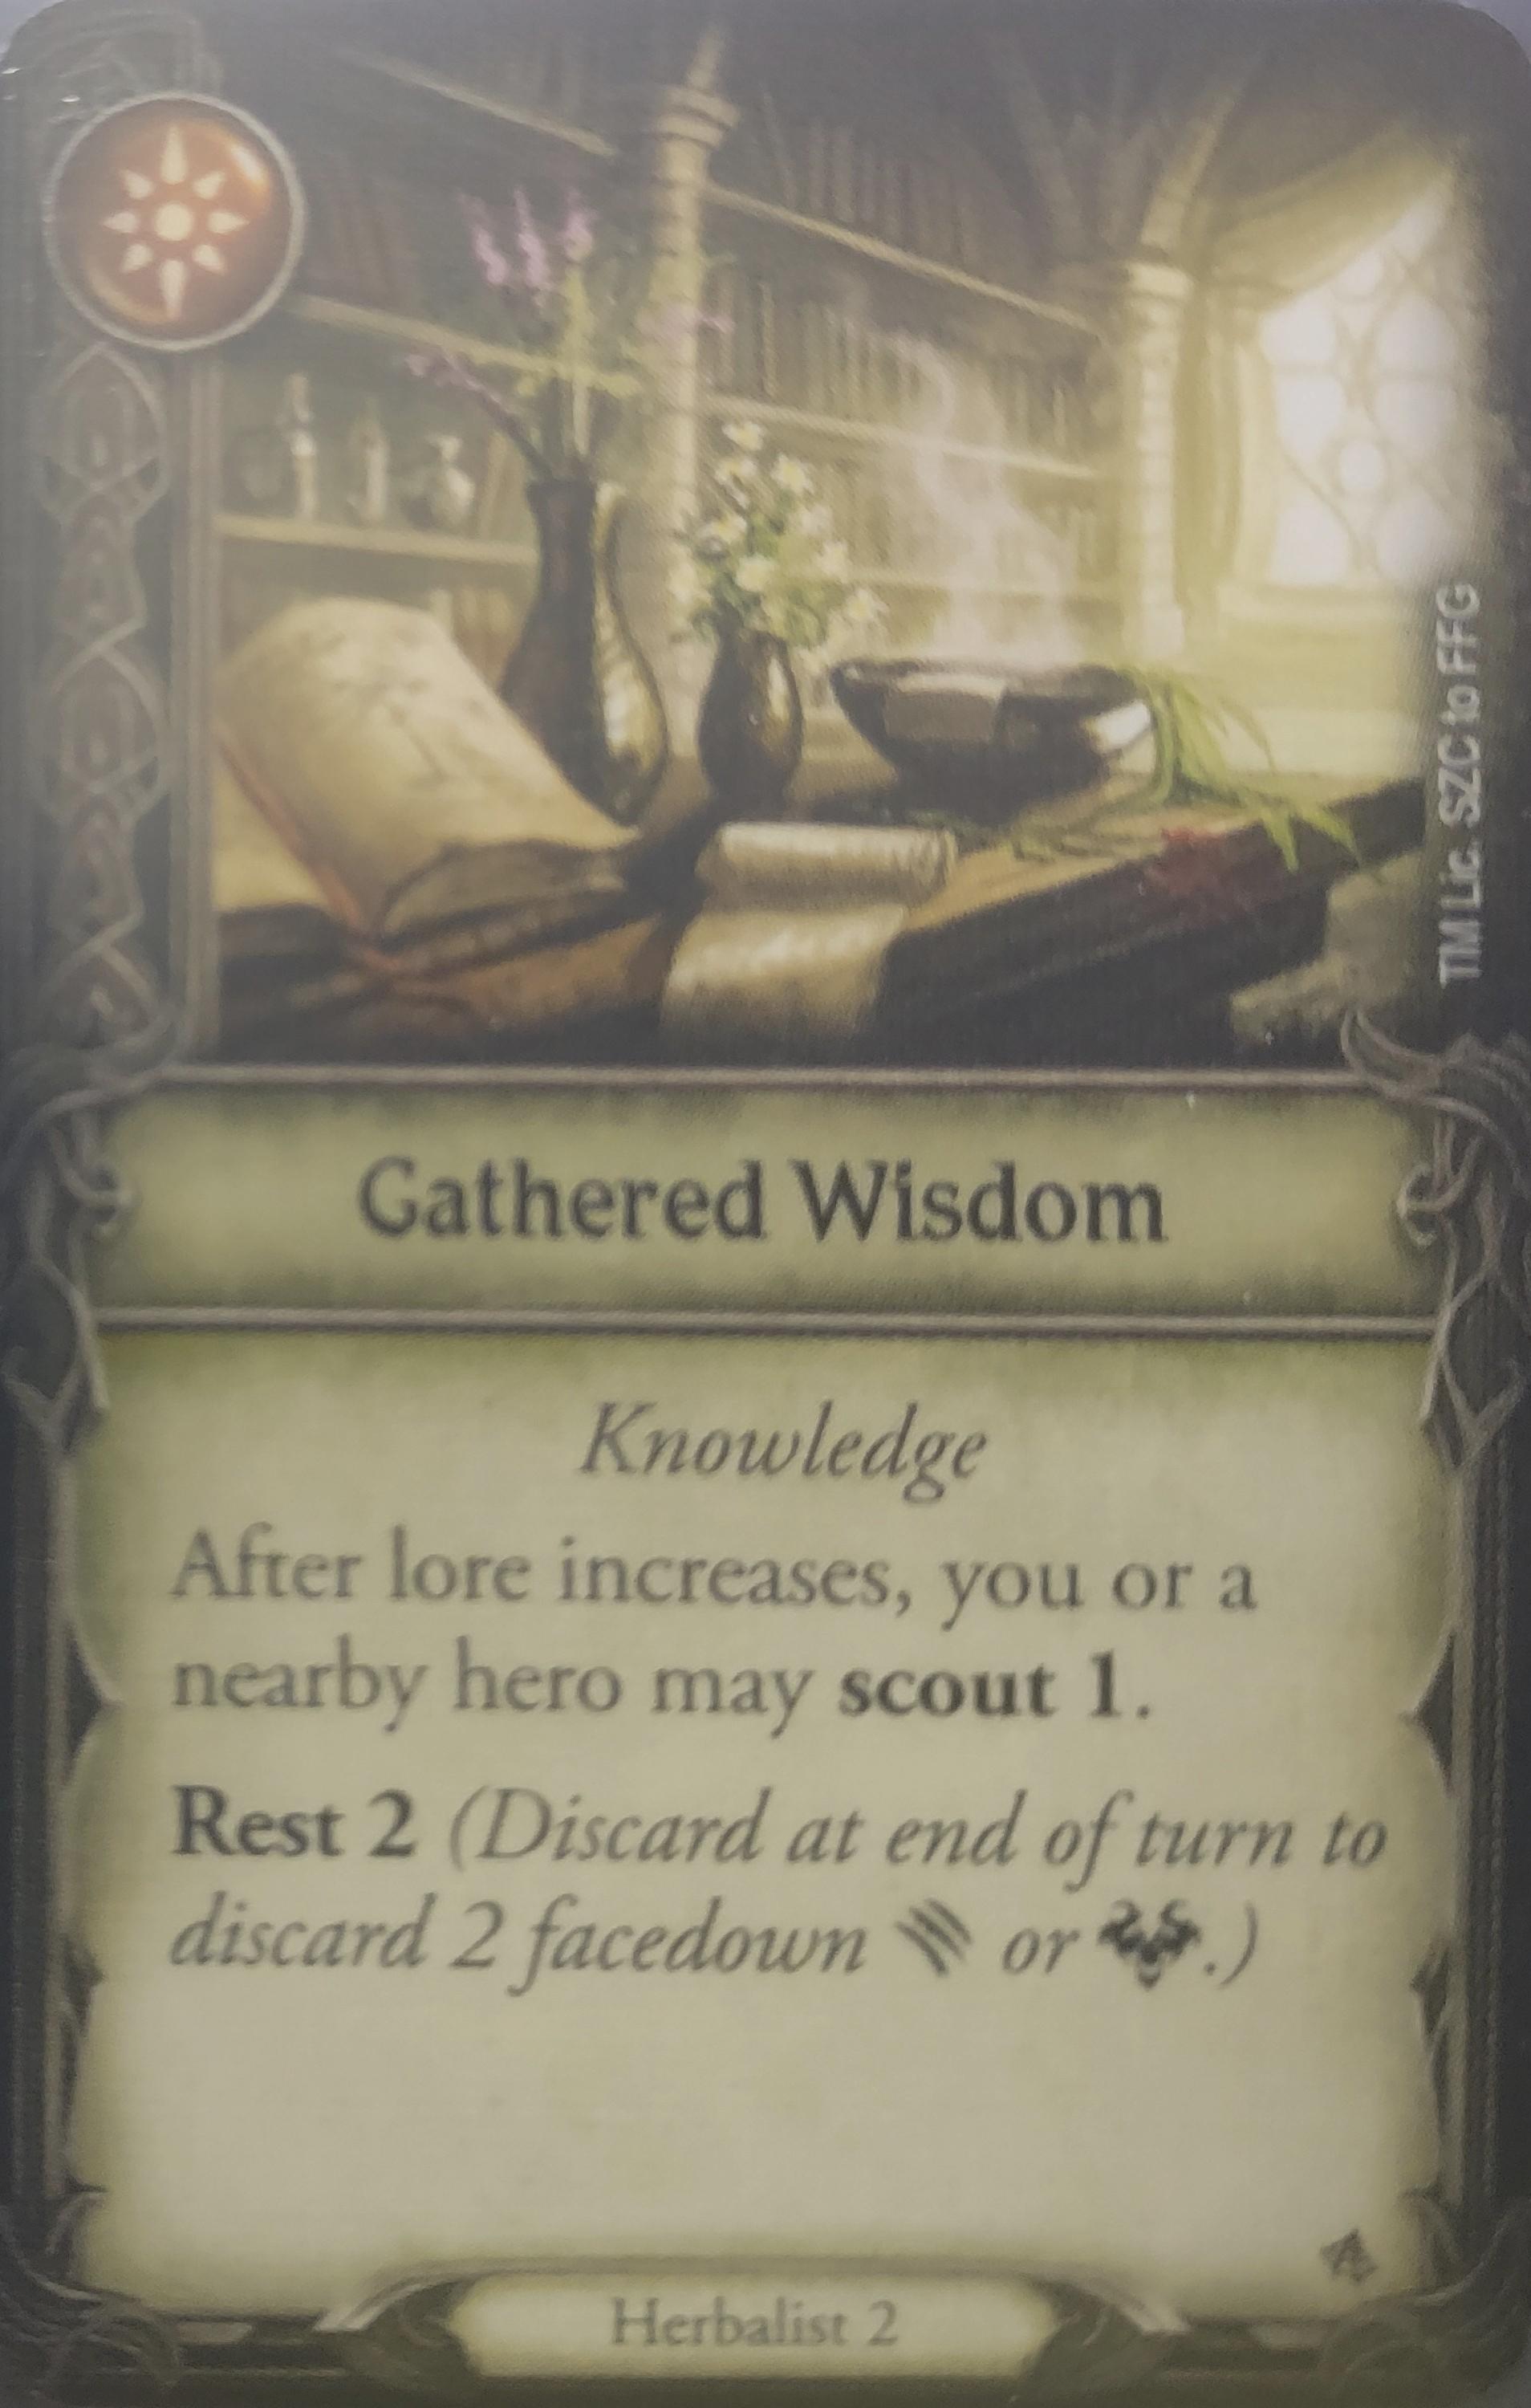 TM Lic. SZC to FFG
Gathered Wisdom
Knowledge
After lore increases, you or a
nearby hero may scout 1.
Rest 2 (Discard at end of turn to
discard 2 facedown or .)
Herbalist 2